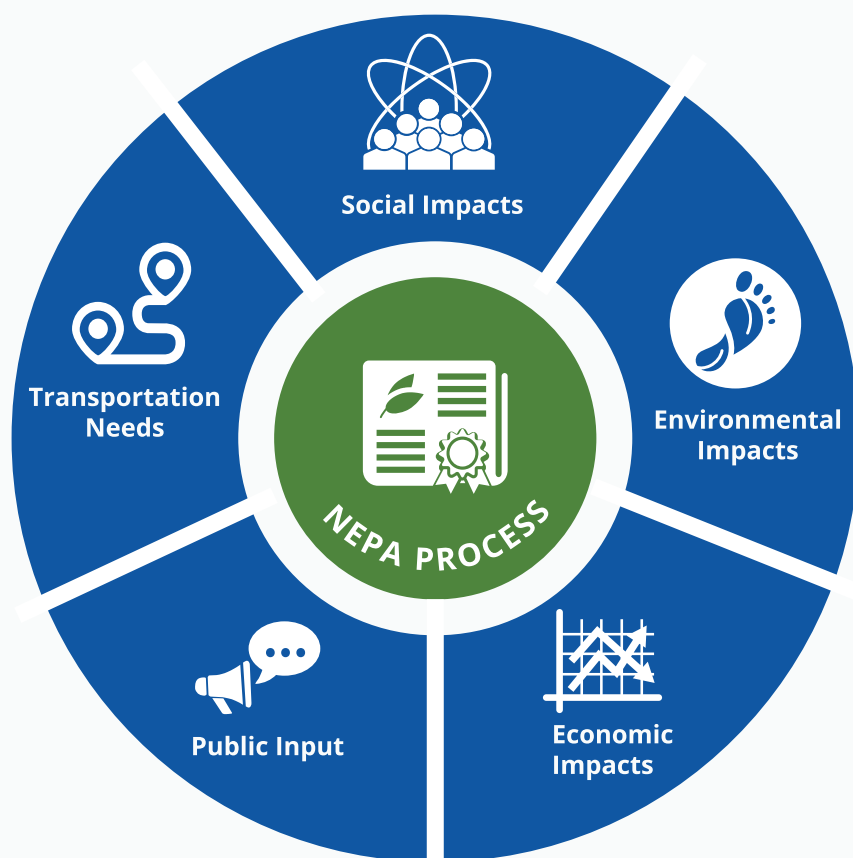 Social Impacts
Transportation
Needs
Environmental
Impacts
NEPA PROCESS
Public Input
Economic
Impacts